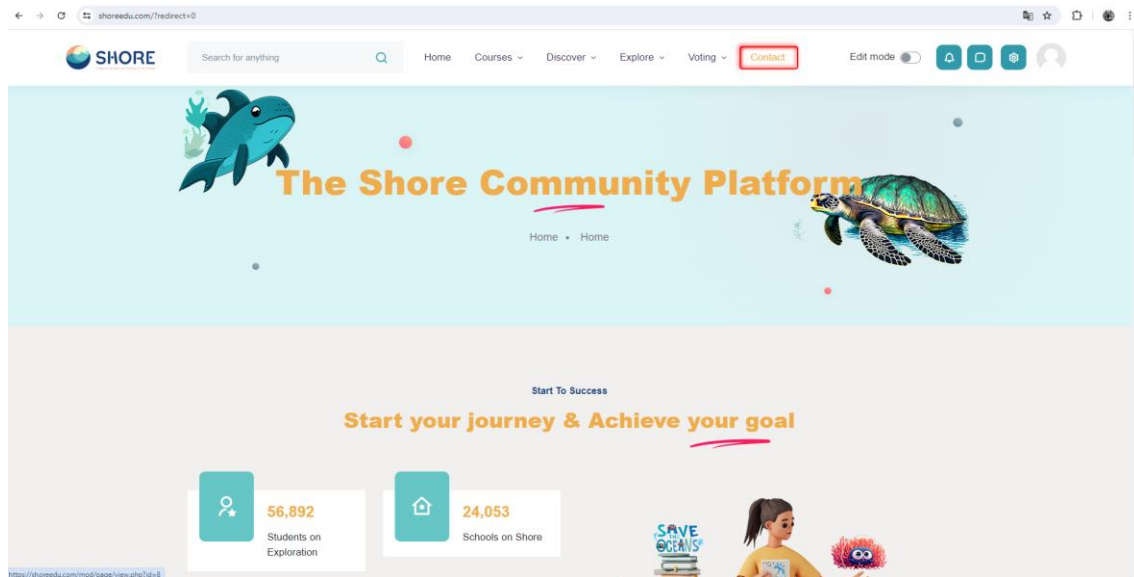 shoreedu.com/?redirect=0
SHORE
Search for anything
Home
Courses
Discover
Explore
Voting
Contact
Edit mode
The Shore Community Platform
Home • Home
Start To Success
Start your journey & Achieve your goal
56,892
Students on
Exploration
24,053
Schools on Shore
SAVE
THE
OCEANS
https://shoreedu.com/mod/page/view.php?id=8